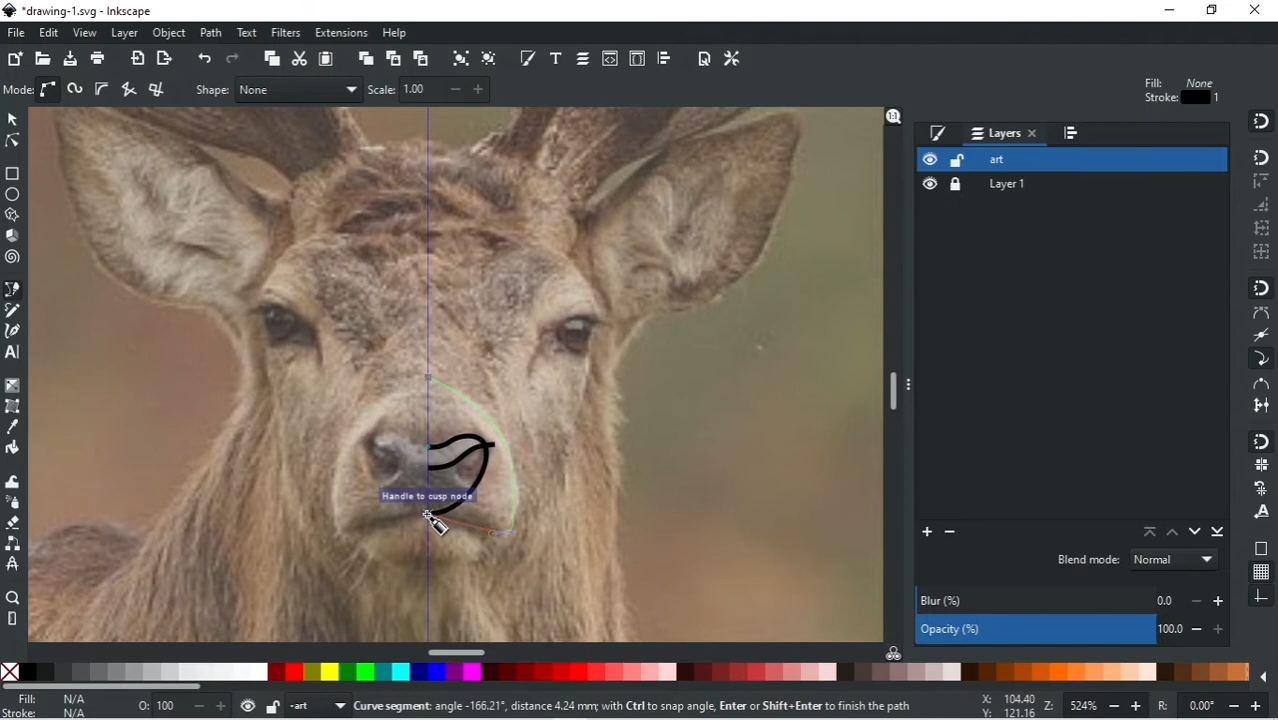 *drawing-1.svg - Inkscape
File Edit View Layer Object Path Text Filters Extensions Help
Mode: Shape: None Scale: 1.00 Fill: None
Stroke: 1
Layers
art
Layer 1
Handle to cusp node
Blend mode: Normal
Blur (%) 0.0
Opacity (%) 100.0
Fill: N/A
Stroke: N/A
O: 100 -art Curve segment: angle -166.21°, distance 4.24 mm; with Ctrl to snap angle, Enter or Shift+Enter to finish the path
X: 104.40
Y: 121.16
Z: 524% R: 0.00°